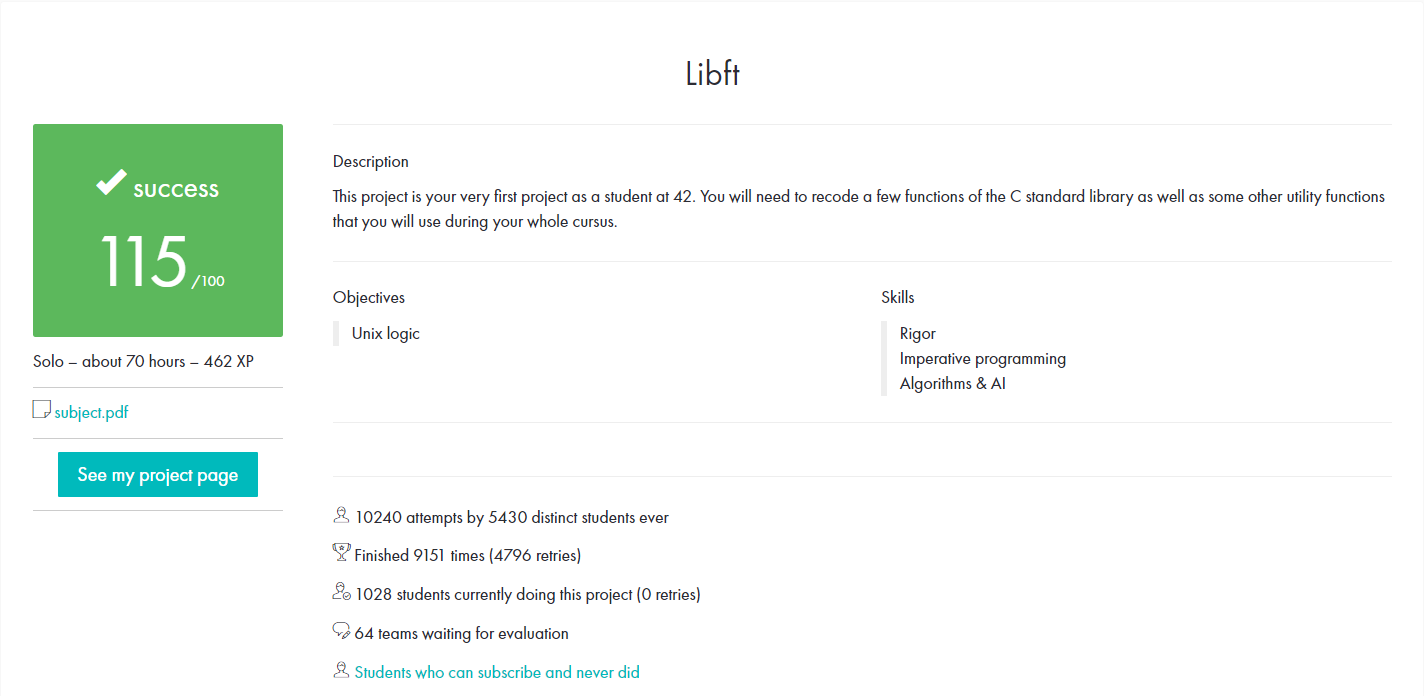 Libft
success
115 /100
Solo – about 70 hours – 462 XP
subject.pdf
See my project page
Description
This project is your very first project as a student at 42. You will need to recode a few functions of the C standard library as well as some other utility functions
that you will use during your whole cursus.
Objectives
Unix logic
Skills
Rigor
Imperative programming
Algorithms & AI
10240 attempts by 5430 distinct students ever
Finished 9151 times (4796 retries)
1028 students currently doing this project (0 retries)
64 teams waiting for evaluation
Students who can subscribe and never did